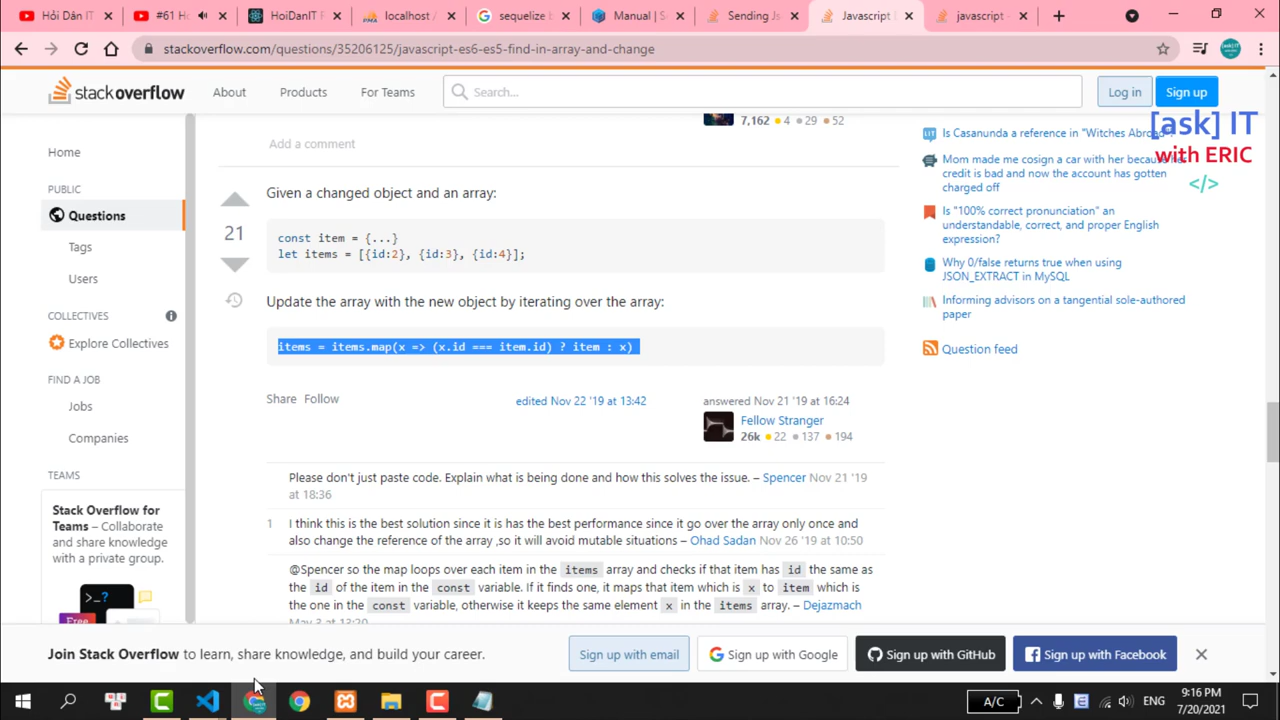 Hỏi Dân IT
#61 H
HoiDanIT F
localhost /
sequelize b
Manual | S
Sending Js
Javascript
javascript
stackoverflow.com/questions/35206125/javascript-es6-es5-find-in-array-and-change
stackoverflow
About
Products
For Teams
Search...
Log in
Sign up
[ask] IT
with ERIC
</>
Home
PUBLIC
Questions
Tags
Users
COLLECTIVES
Explore Collectives
FIND A JOB
Jobs
Companies
TEAMS
Stack Overflow for
Teams – Collaborate
and share knowledge
with a private group.
>_?
Free
7,162 4 29 52
Add a comment
21
Given a changed object and an array:
const item = {...}
let items = [{id:2}, {id:3}, {id:4}];
Update the array with the new object by iterating over the array:
items = items.map(x => (x.id === item.id) ? item : x)
Share Follow
edited Nov 22 '19 at 13:42
answered Nov 21 '19 at 16:24
Fellow Stranger
26k 22 137 194
Please don't just paste code. Explain what is being done and how this solves the issue. – Spencer Nov 21 '19
at 18:36
1 I think this is the best solution since it is has the best performance since it go over the array only once and
also change the reference of the array ,so it will avoid mutable situations – Ohad Sadan Nov 26 '19 at 10:50
@Spencer so the map loops over each item in the items array and checks if that item has id the same as
the id of the item in the const variable. If it finds one, it maps that item which is x to item which is
the one in the const variable, otherwise it keeps the same element x in the items array. – Dejazmach
May 3 at 13:20
Is Casanunda a reference in "Witches Abroad"?
Mom made me cosign a car with her because her
credit is bad and now the account has gotten
charged off
Is "100% correct pronunciation" an
understandable, correct, and proper English
expression?
Why 0/false returns true when using
JSON_EXTRACT in MySQL
Informing advisors on a tangential sole-authored
paper
Question feed
Join Stack Overflow to learn, share knowledge, and build your career.
Sign up with email
Sign up with Google
Sign up with GitHub
Sign up with Facebook
A/C
ENG
9:16 PM
7/20/2021